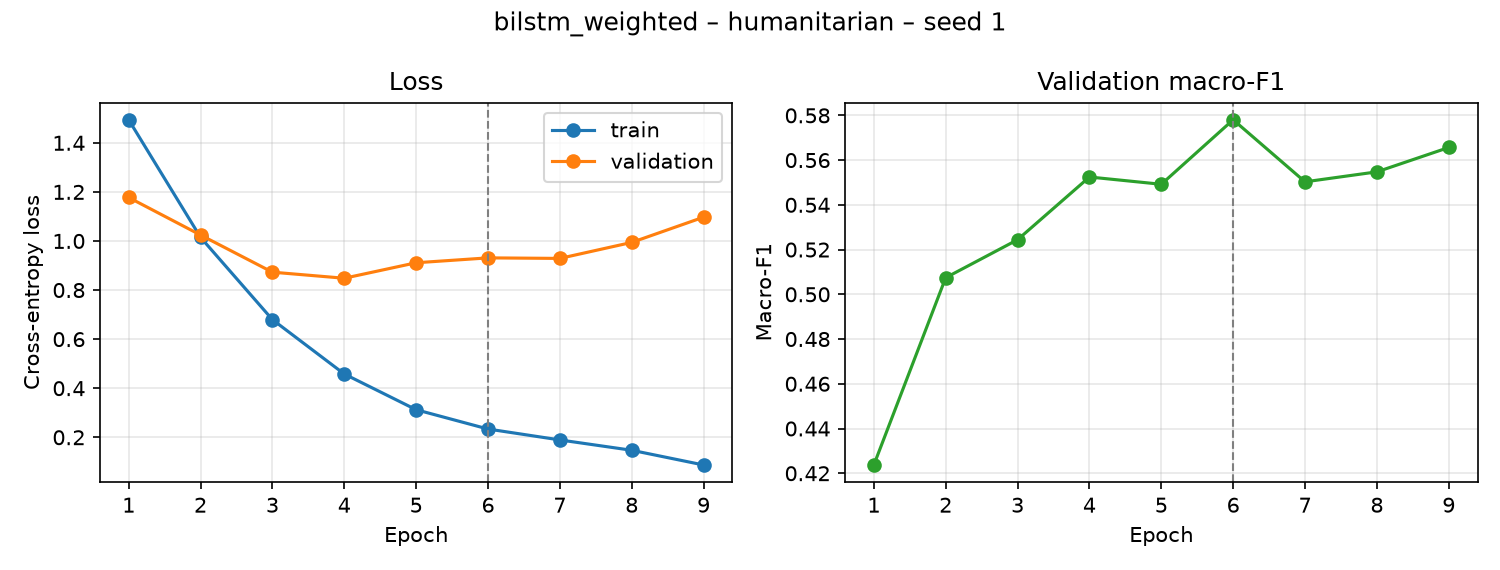 bilstm_weighted – humanitarian – seed 1
Loss
Cross-entropy loss
1.4
1.2
1.0
0.8
0.6
0.4
0.2
train
validation
1 2 3 4 5 6 7 8 9
Epoch
Validation macro-F1
Macro-F1
0.58
0.56
0.54
0.52
0.50
0.48
0.46
0.44
0.42
1 2 3 4 5 6 7 8 9
Epoch